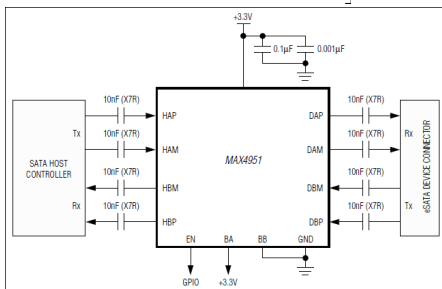 +3.3V
0.1µF
0.001µF
10nF (X7R)
10nF (X7R)
HAP
DAP
Tx
Rx
10nF (X7R)
10nF (X7R)
HAM
DAM
SATA HOST
CONTROLLER
MAX4951
eSATA DEVICE CONNECTOR
10nF (X7R)
10nF (X7R)
HBM
DBM
Rx
Tx
10nF (X7R)
10nF (X7R)
HBP
DBP
EN
BA
BB
GND
GPIO
+3.3V